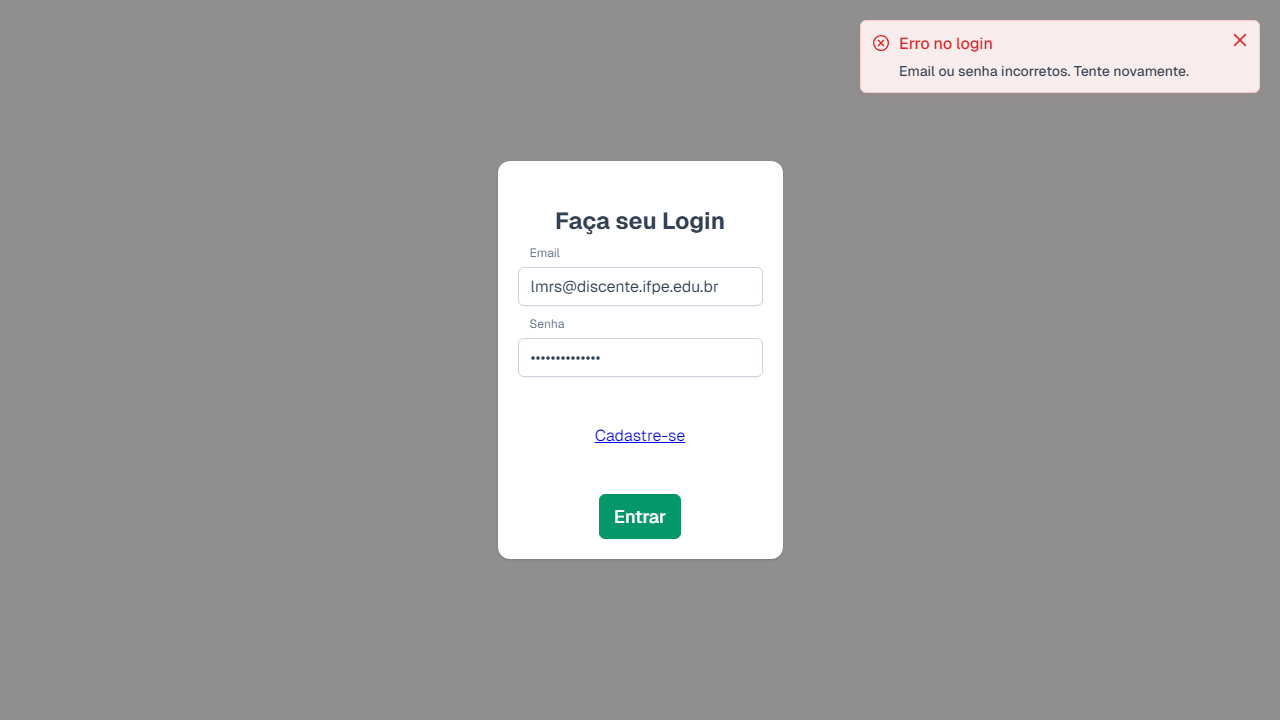 Erro no login
Email ou senha incorretos. Tente novamente.
Faça seu Login
Email
lmrs@discente.ifpe.edu.br
Senha
••••••••••••••
Cadastre-se
Entrar